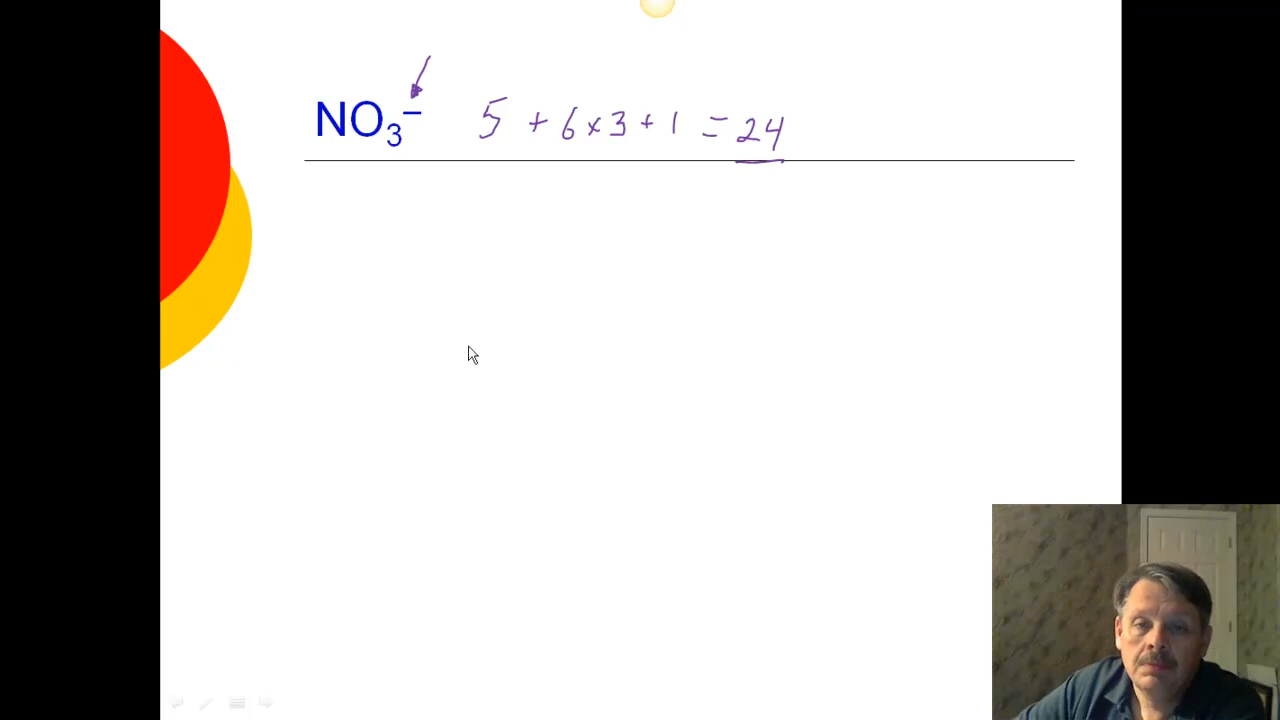 NO₃⁻ 5 + 6 × 3 + 1 = 24